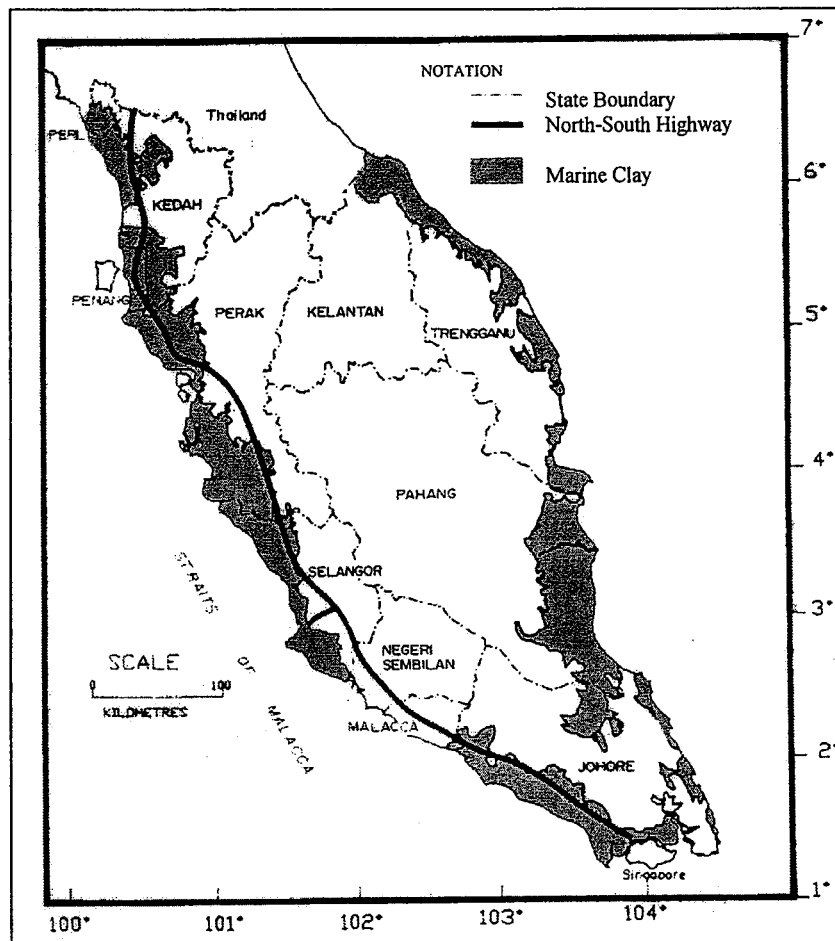 7°
NOTATION
State Boundary
North-South Highway
Marine Clay
Thailand
PERL
6°
KEDAH
PENANG
PERAK
KELANTAN
TRENGGANU
5°
4°
PAHANG
STRAITS OF MALACCA
SELANGOR
3°
NEGERI
SEMBILAN
SCALE
0 100
KILOMETRES
MALACCA
2°
JOHORE
Singapore
1°
100° 101° 102° 103° 104°